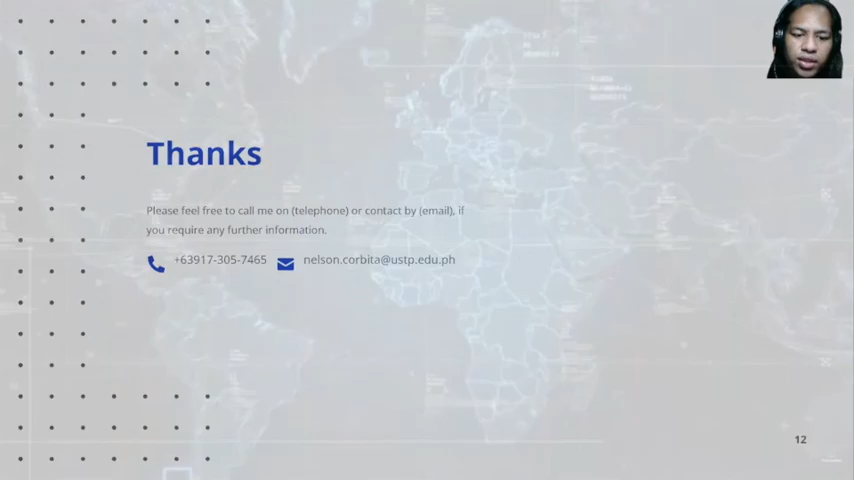 Thanks
Please feel free to call me on (telephone) or contact by (email), if
you require any further information.
+63917-305-7465 nelson.corbita@ustp.edu.ph
12